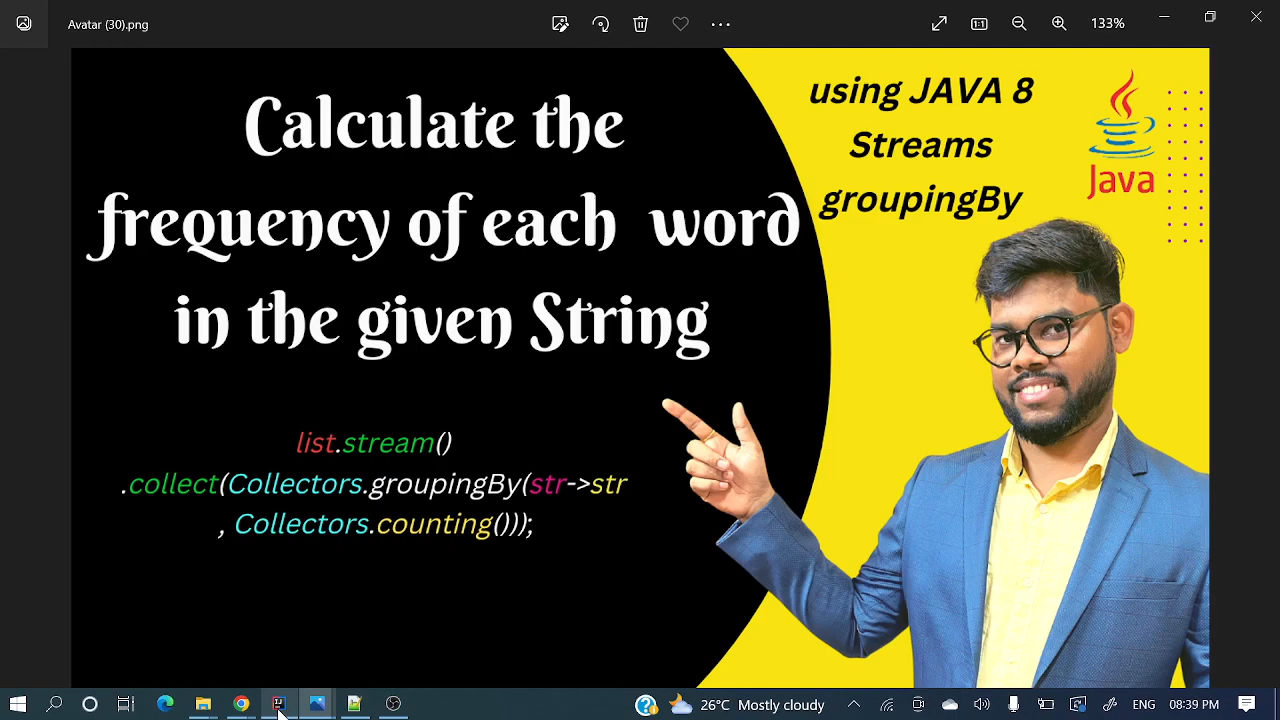 Avatar (30).png
133%
Calculate the
frequency of each word
in the given String
using JAVA 8
Streams
groupingBy
Java
list.stream()
.collect(Collectors.groupingBy(str->str
, Collectors.counting()));
26°C Mostly cloudy
ENG
08:39 PM